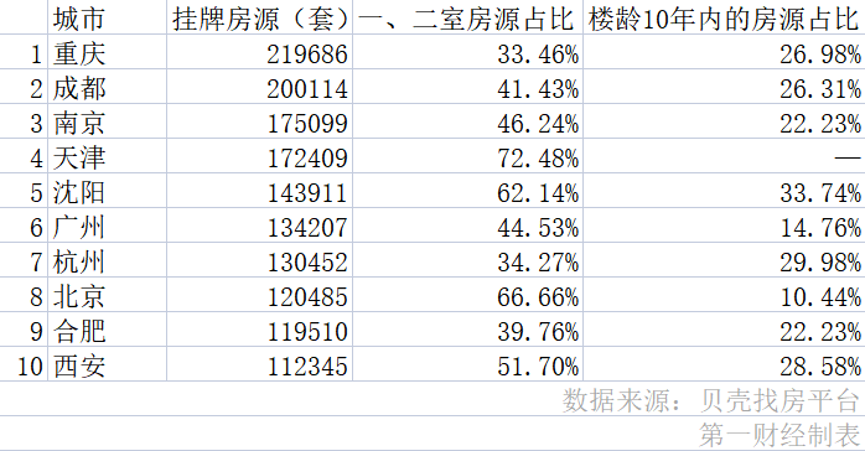 城市 挂牌房源（套） 一、二室房源占比 楼龄10年内的房源占比
1 重庆 219686 33.46% 26.98%
2 成都 200114 41.43% 26.31%
3 南京 175099 46.24% 22.23%
4 天津 172409 72.48% —
5 沈阳 143911 62.14% 33.74%
6 广州 134207 44.53% 14.76%
7 杭州 130452 34.27% 29.98%
8 北京 120485 66.66% 10.44%
9 合肥 119510 39.76% 22.23%
10 西安 112345 51.70% 28.58%
数据来源：贝壳找房平台
第一财经制表